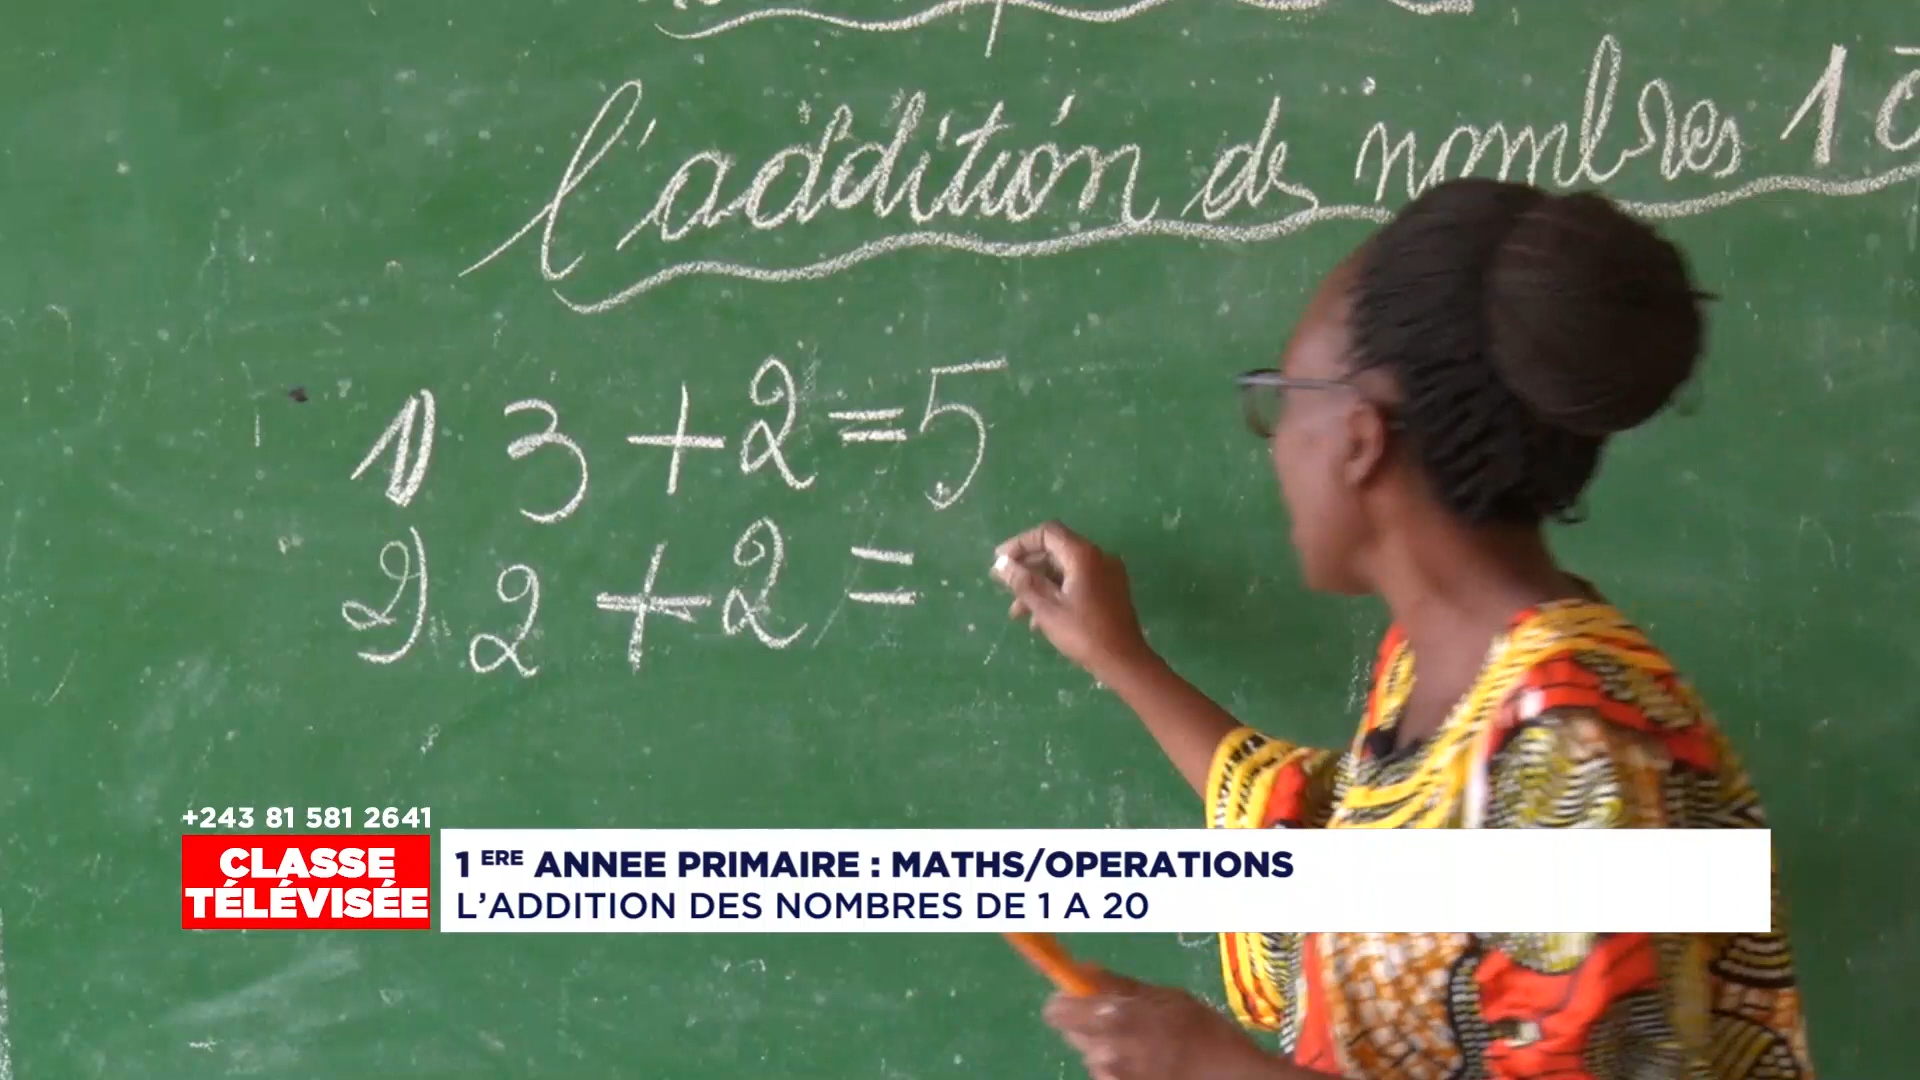 l'addition de nombres 1
1) 3 + 2 = 5
2) 2 + 2 =
+243 81 581 2641
CLASSE
TÉLÉVISÉE
1 ERE ANNEE PRIMAIRE : MATHS/OPERATIONS
L'ADDITION DES NOMBRES DE 1 A 20